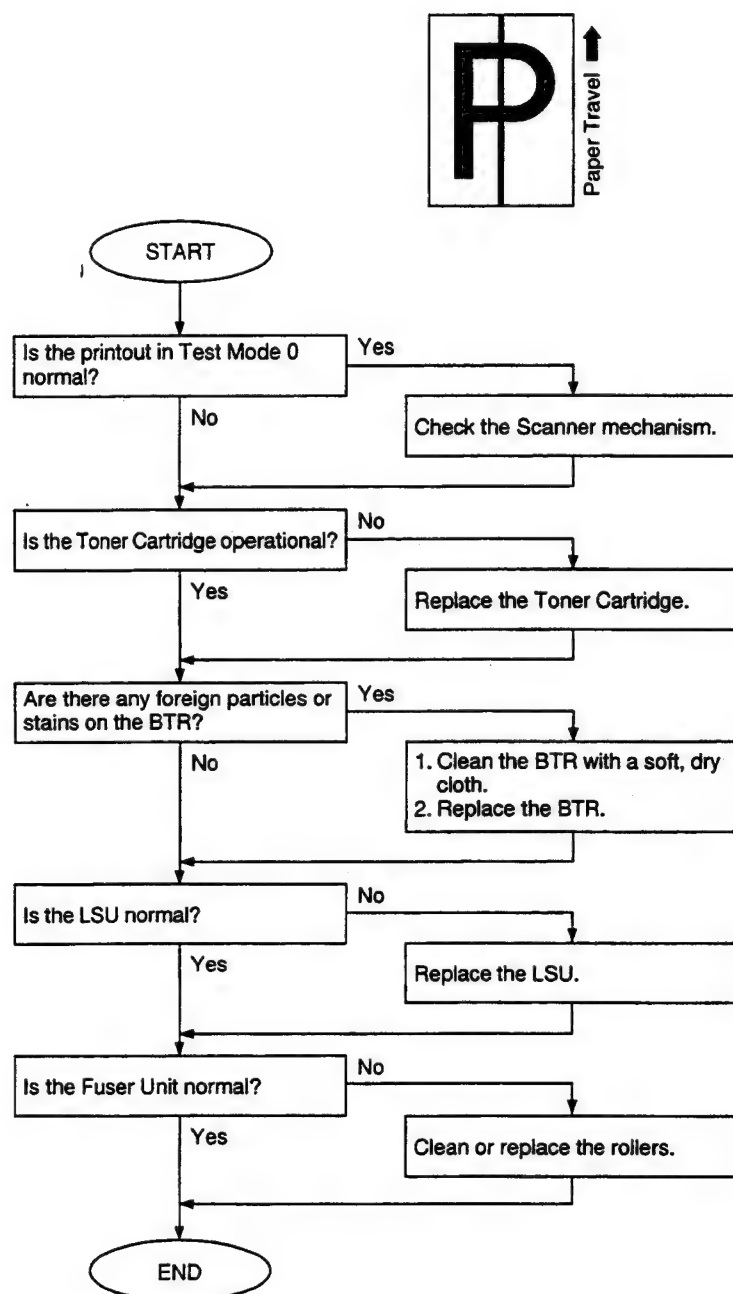 P
Paper Travel
START
Is the printout in Test Mode 0
normal?
Yes
No
Check the Scanner mechanism.
Is the Toner Cartridge operational?
No
Yes
Replace the Toner Cartridge.
Are there any foreign particles or
stains on the BTR?
Yes
No
1. Clean the BTR with a soft, dry
cloth.
2. Replace the BTR.
Is the LSU normal?
No
Yes
Replace the LSU.
Is the Fuser Unit normal?
No
Yes
Clean or replace the rollers.
END